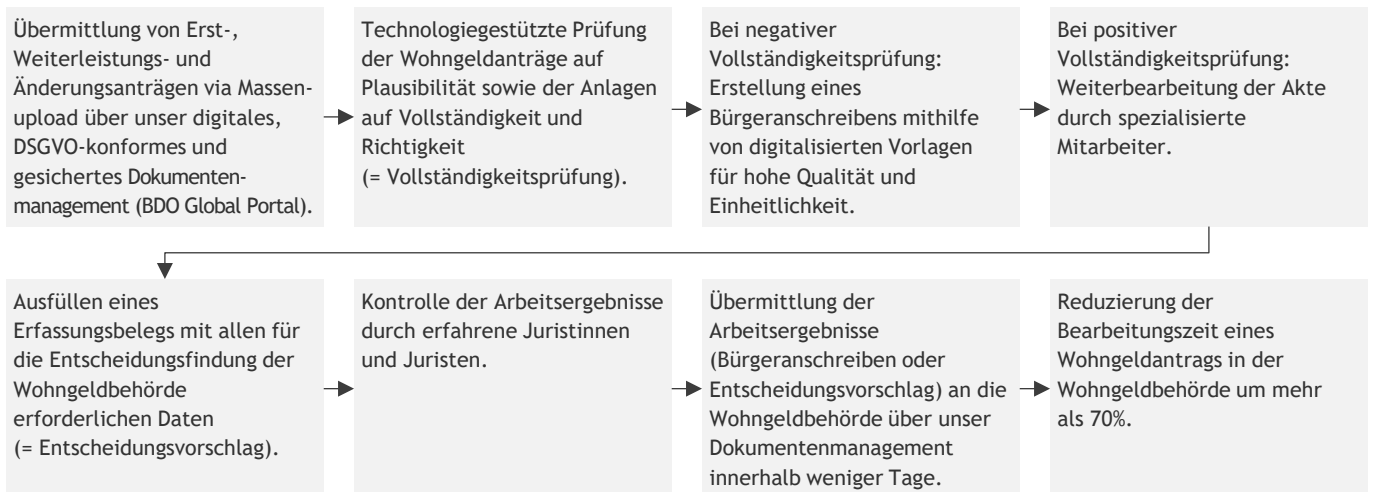 Übermittlung von Erst-,
Weiterleistungs- und
Änderungsanträgen via Massen-
upload über unser digitales,
DSGVO-konformes und
gesichertes Dokumenten-
management (BDO Global Portal).
Technologiegestützte Prüfung
der Wohngeldanträge auf
Plausibilität sowie der Anlagen
auf Vollständigkeit und
Richtigkeit
(= Vollständigkeitsprüfung).
Bei negativer
Vollständigkeitsprüfung:
Erstellung eines
Bürgeranschreibens mithilfe
von digitalisierten Vorlagen
für hohe Qualität und
Einheitlichkeit.
Bei positiver
Vollständigkeitsprüfung:
Weiterbearbeitung der Akte
durch spezialisierte
Mitarbeiter.
Ausfüllen eines
Erfassungsbelegs mit allen für
die Entscheidungsfindung der
Wohngeldbehörde
erforderlichen Daten
(= Entscheidungsvorschlag).
Kontrolle der Arbeitsergebnisse
durch erfahrene Juristinnen
und Juristen.
Übermittlung der
Arbeitsergebnisse
(Bürgeranschreiben oder
Entscheidungsvorschlag) an die
Wohngeldbehörde über unser
Dokumentenmanagement
innerhalb weniger Tage.
Reduzierung der
Bearbeitungszeit eines
Wohngeldantrags in der
Wohngeldbehörde um mehr
als 70%.